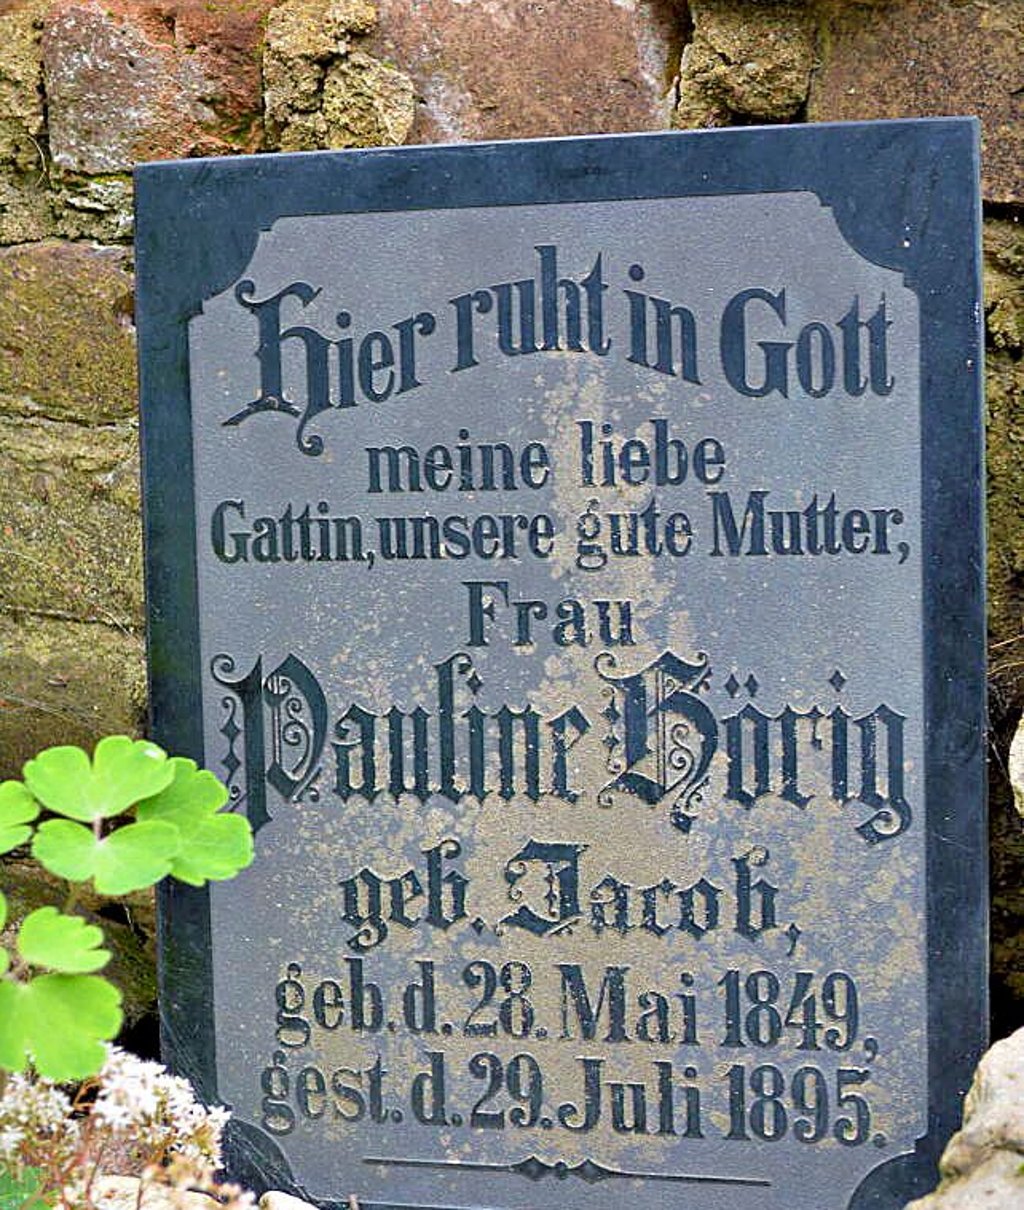 Hier ruht in Gott
meine liebe
Gattin, unsere gute Mutter,
Frau
Pauline Hörig
geb. Jacob,
geb. d. 28. Mai 1849,
gest. d. 29. Juli 1895.